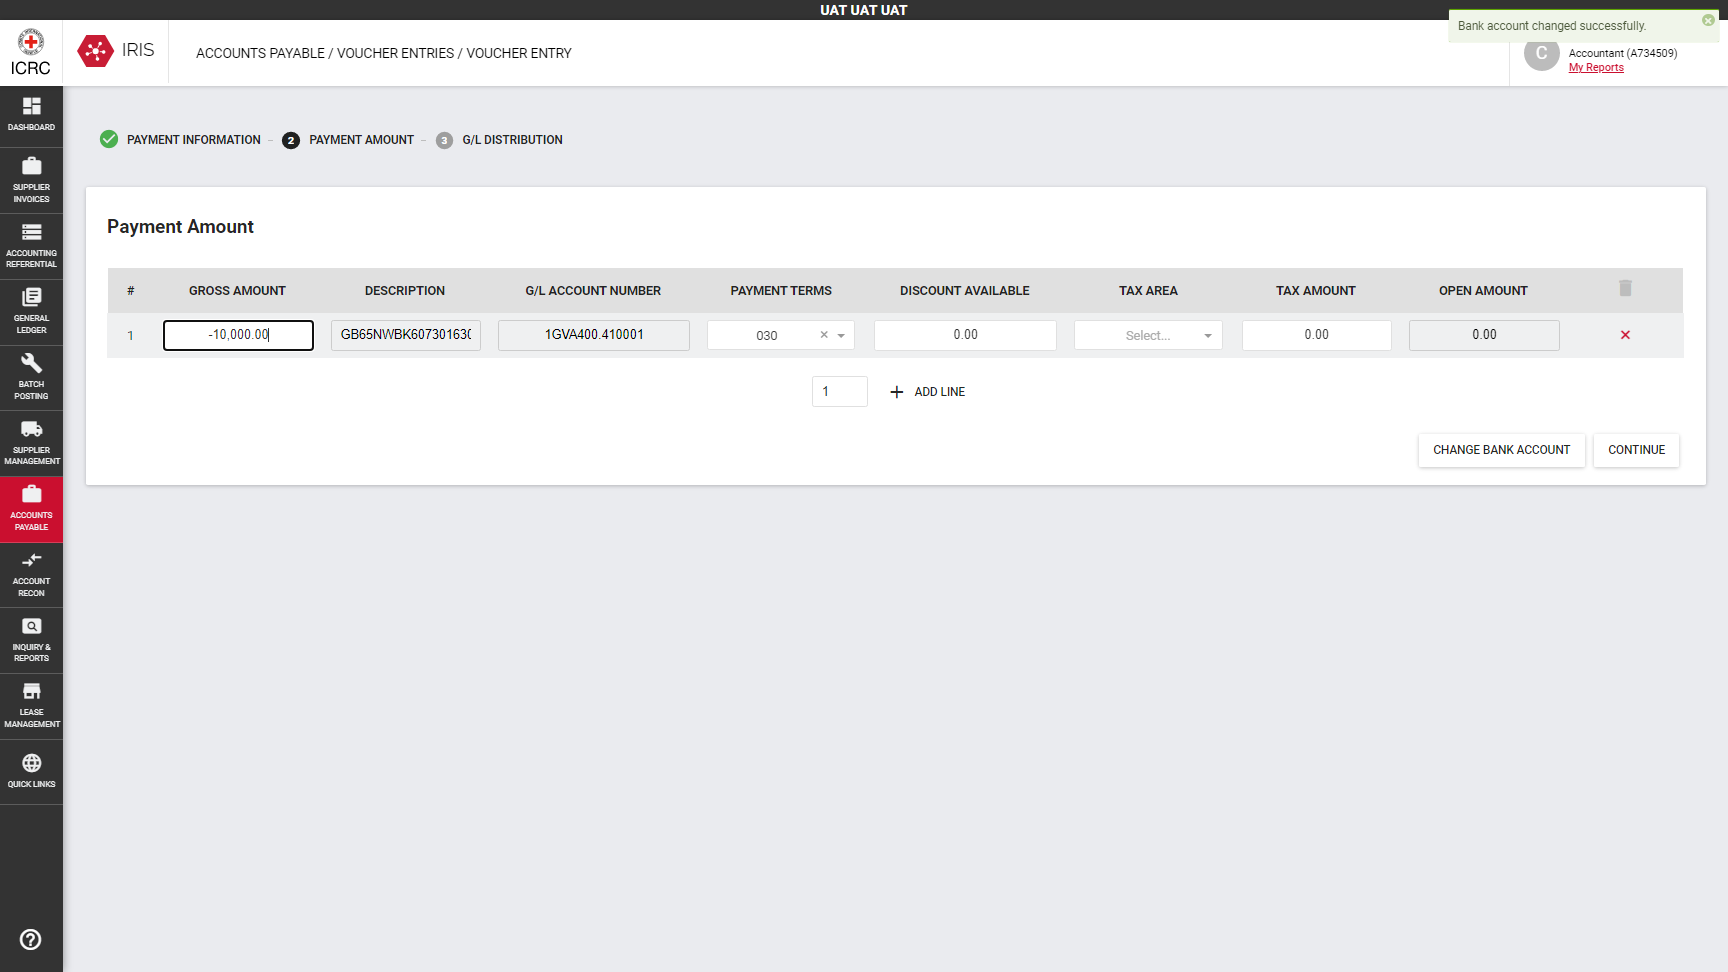 UAT UAT UAT
Bank account changed successfully.
ICRC
IRIS
ACCOUNTS PAYABLE / VOUCHER ENTRIES / VOUCHER ENTRY
C
Accountant (A734509)
My Reports
DASHBOARD
SUPPLIER
INVOICES
ACCOUNTING
REFERENTIAL
GENERAL
LEDGER
BATCH
POSTING
SUPPLIER
MANAGEMENT
ACCOUNTS
PAYABLE
ACCOUNT
RECON
INQUIRY &
REPORTS
LEASE
MANAGEMENT
QUICK LINKS
PAYMENT INFORMATION – 2 PAYMENT AMOUNT – 3 G/L DISTRIBUTION
Payment Amount
# GROSS AMOUNT DESCRIPTION G/L ACCOUNT NUMBER PAYMENT TERMS DISCOUNT AVAILABLE TAX AREA TAX AMOUNT OPEN AMOUNT
1 -10,000.00 GB65NWBK60730163( 1GVA400.410001 030 0.00 Select... 0.00 0.00
1 ADD LINE
CHANGE BANK ACCOUNT CONTINUE